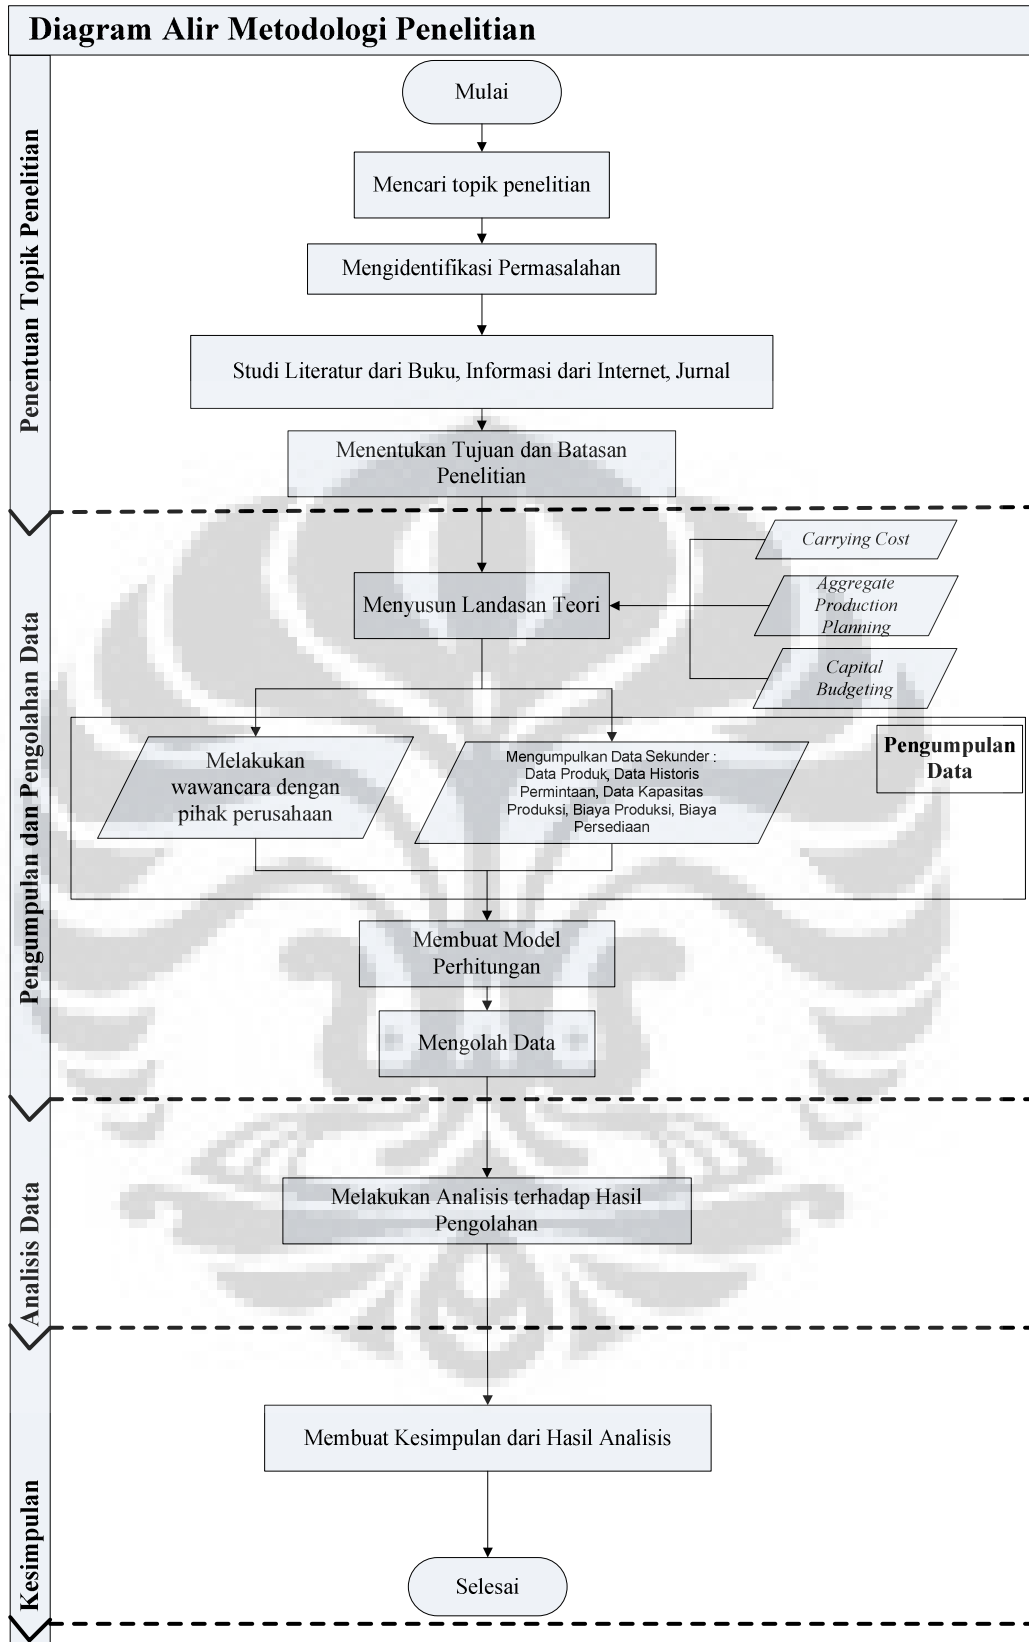 Diagram Alir Metodologi Penelitian
Penentuan Topik Penelitian
Mulai
Mencari topik penelitian
Mengidentifikasi Permasalahan
Studi Literatur dari Buku, Informasi dari Internet, Jurnal
Menentukan Tujuan dan Batasan
Penelitian
Pengumpulan dan Pengolahan Data
Carrying Cost
Menyusun Landasan Teori
Aggregate
Production
Planning
Capital
Budgeting
Pengumpulan
Data
Melakukan
wawancara dengan
pihak perusahaan
Mengumpulkan Data Sekunder :
Data Produk, Data Historis
Permintaan, Data Kapasitas
Produksi, Biaya Produksi, Biaya
Persediaan
Membuat Model
Perhitungan
Mengolah Data
Analisis Data
Melakukan Analisis terhadap Hasil
Pengolahan
Kesimpulan
Membuat Kesimpulan dari Hasil Analisis
Selesai